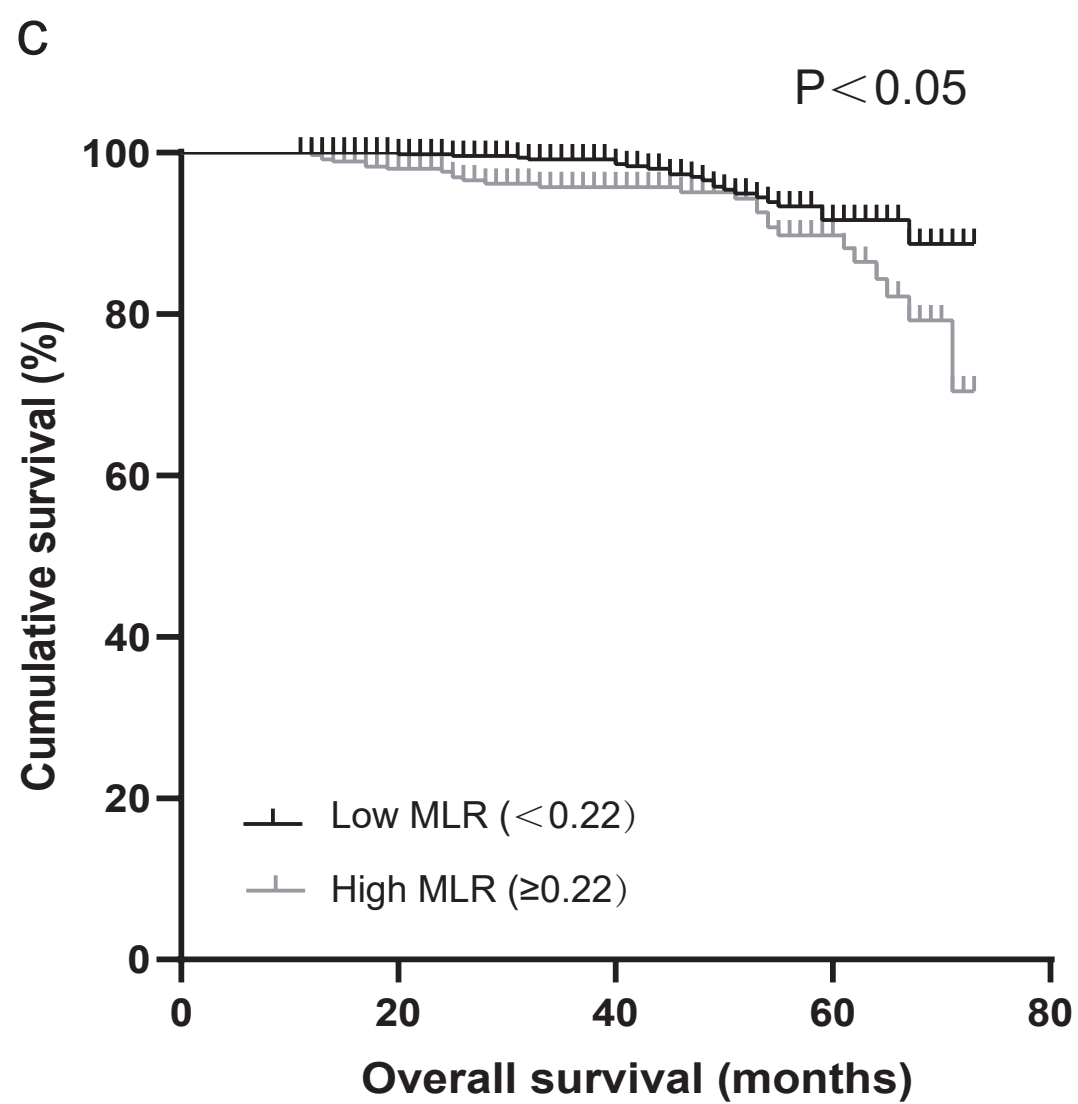 C
P＜0.05
100
80
60
40
20
0
Cumulative survival (%)
Low MLR (＜0.22）
High MLR (≥0.22）
0 20 40 60 80
Overall survival (months)